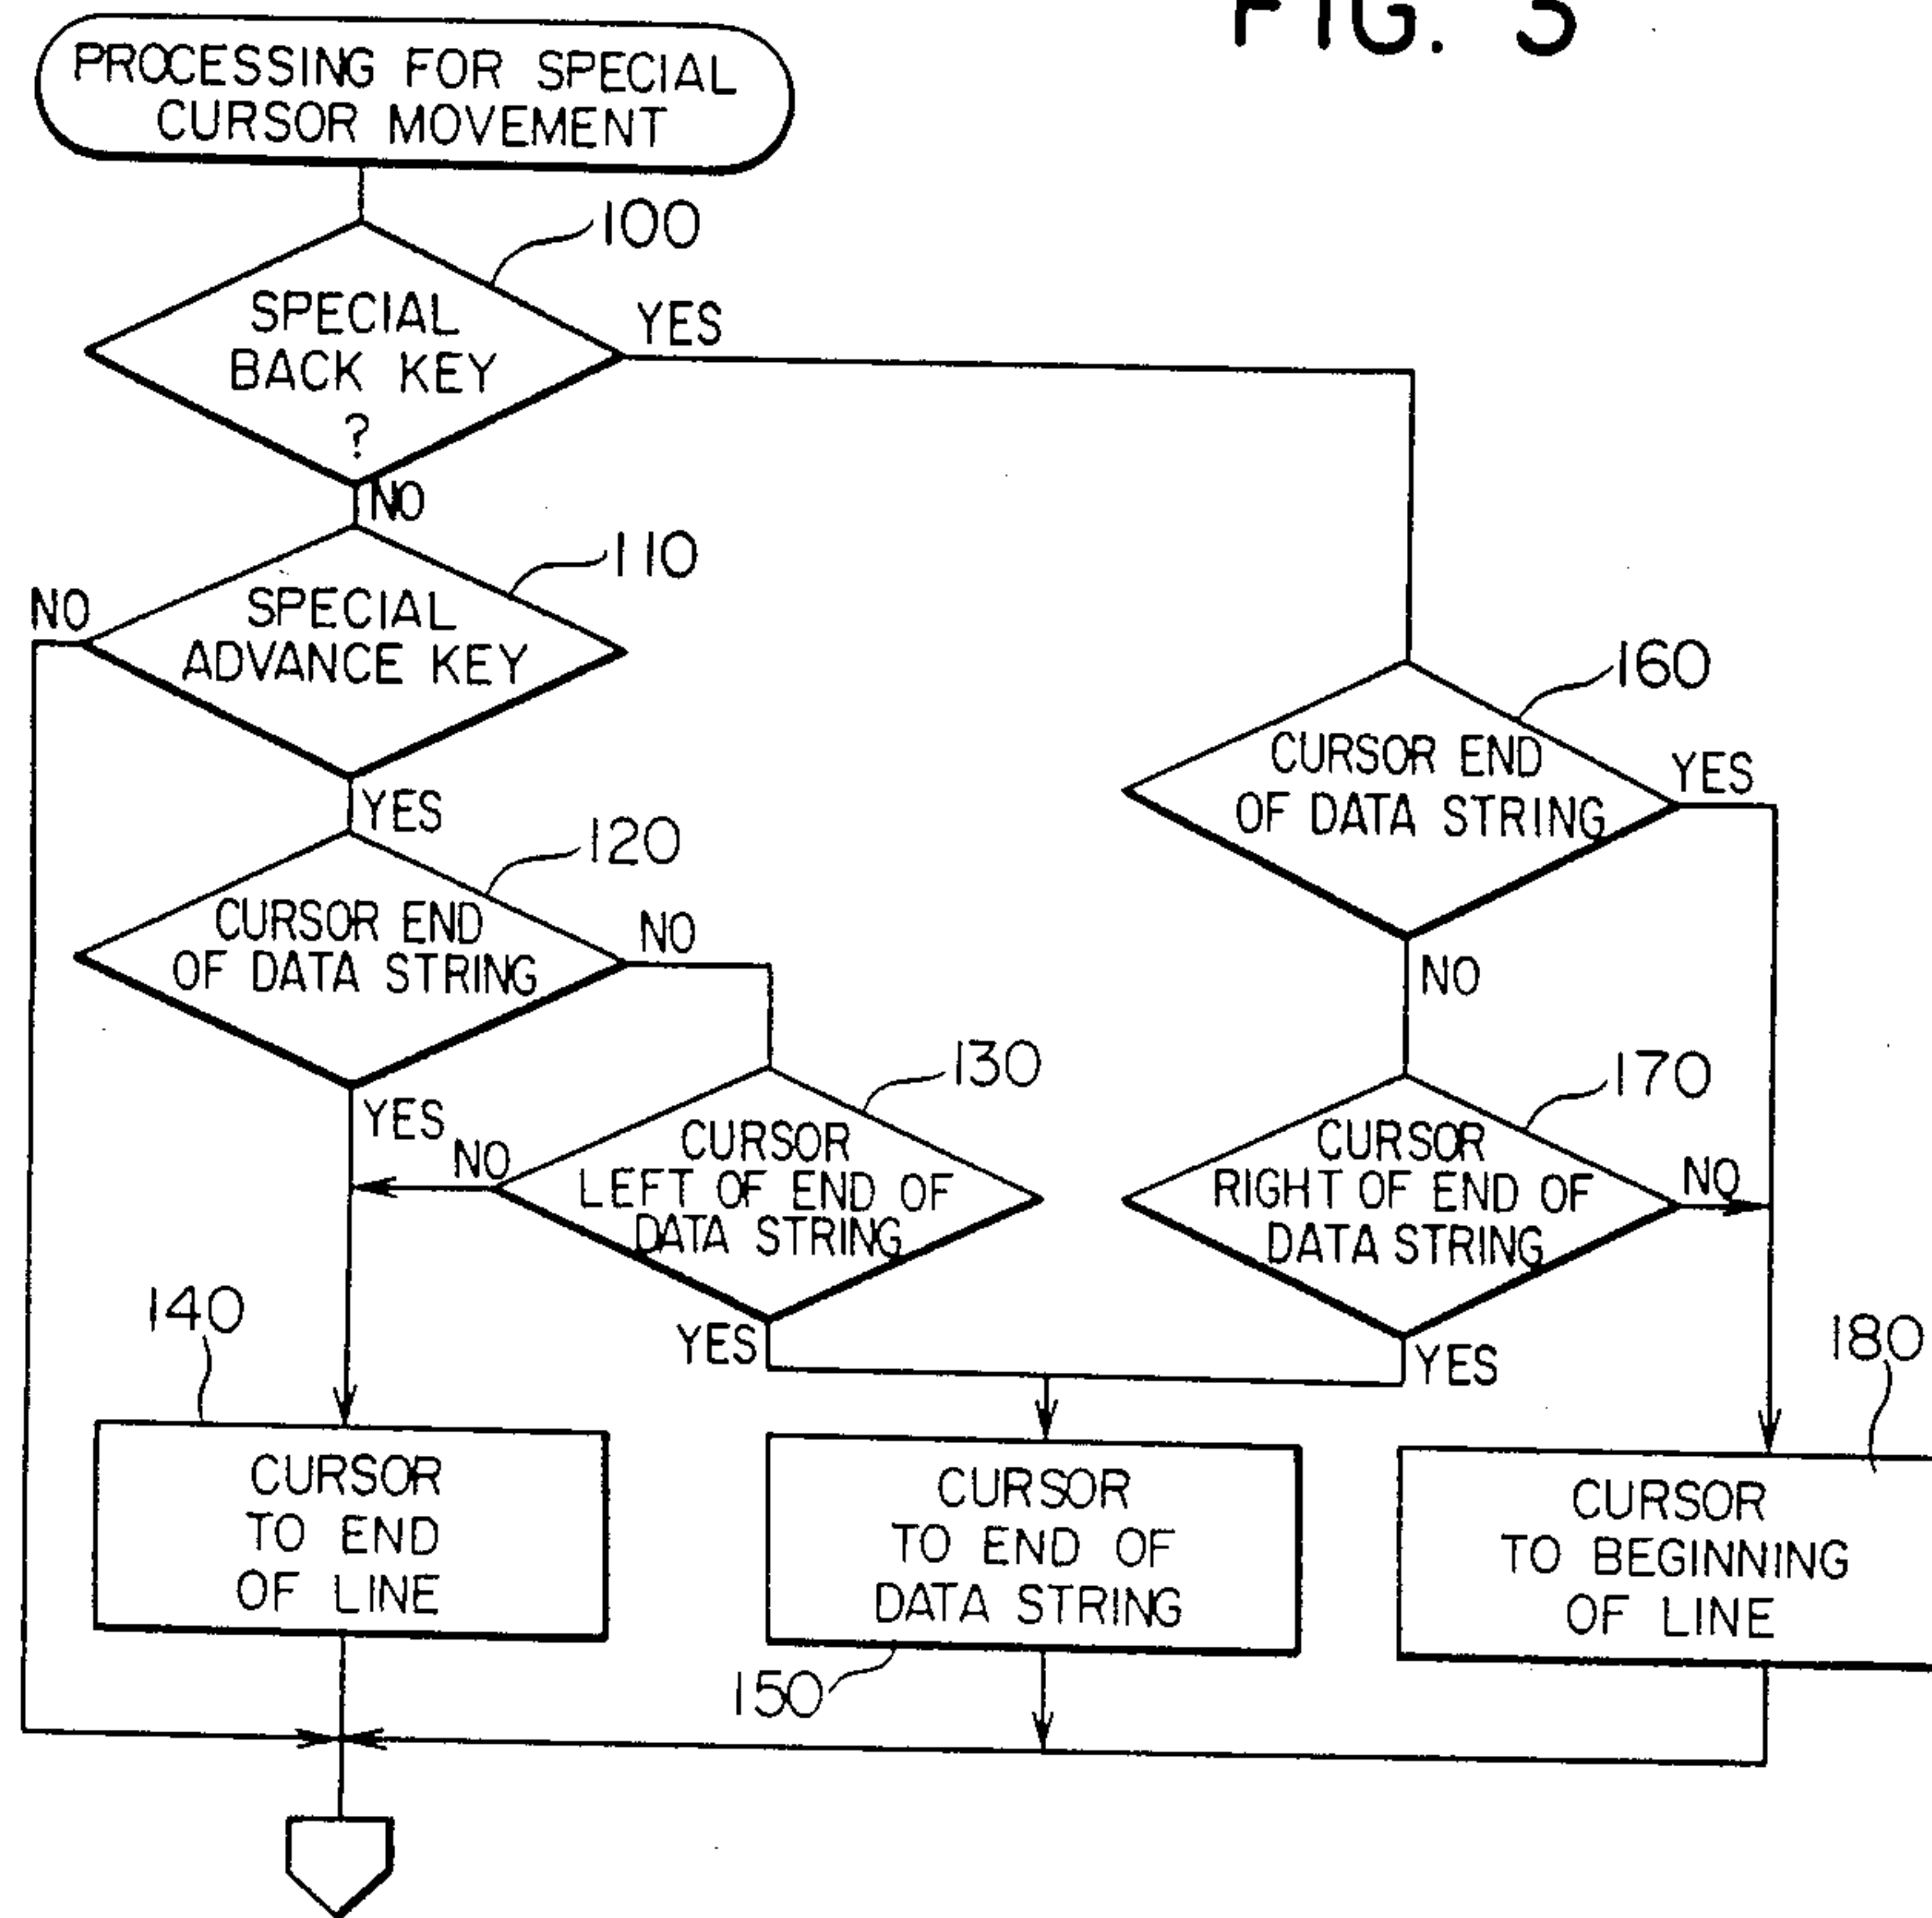 FIG. 3
PROCESSING FOR SPECIAL
CURSOR MOVEMENT
100
SPECIAL
BACK KEY
?
YES
NO
110
SPECIAL
ADVANCE KEY
NO
YES
120
CURSOR END
OF DATA STRING
NO
YES
130
CURSOR
LEFT OF END OF
DATA STRING
NO
YES
160
CURSOR END
OF DATA STRING
YES
NO
170
CURSOR
RIGHT OF END OF
DATA STRING
NO
YES
140
CURSOR
TO END
OF LINE
CURSOR
TO END OF
DATA STRING
150
180
CURSOR
TO BEGINNING
OF LINE